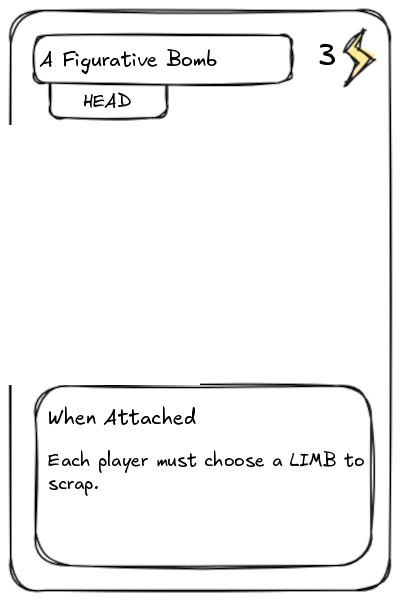 A Figurative Bomb
3
HEAD
When Attached
Each player must choose a LIMB to
scrap.